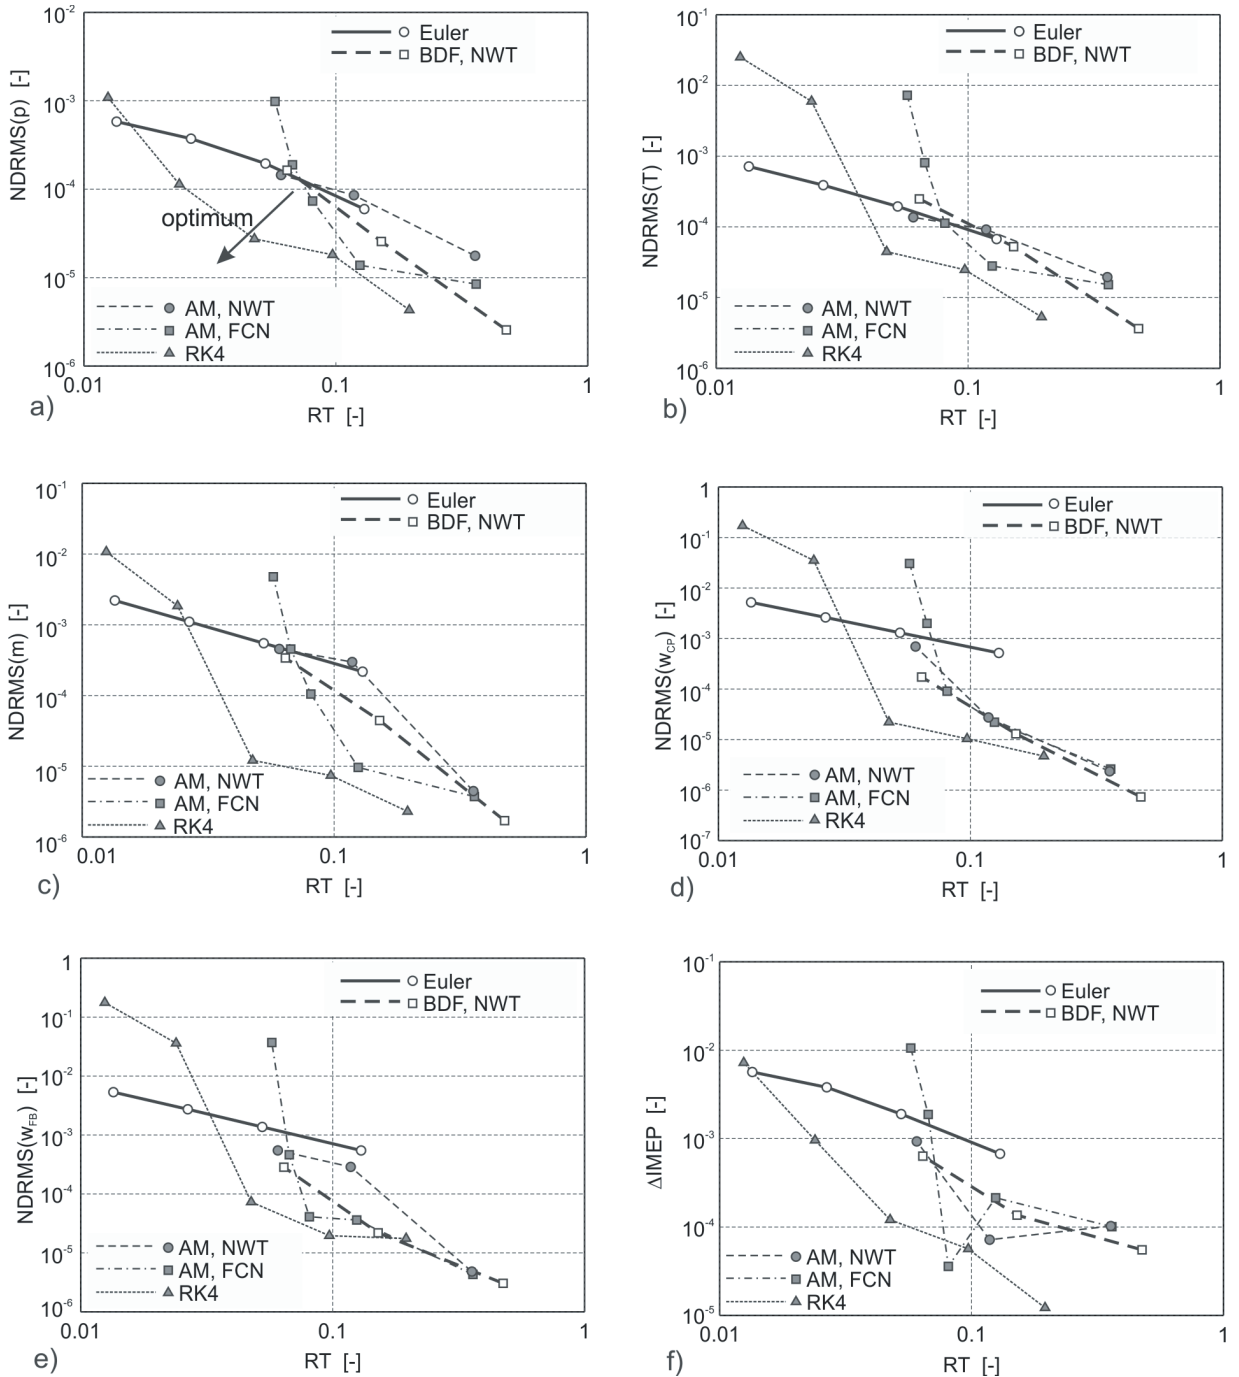 10⁻²
10⁻³
10⁻⁴
10⁻⁵
10⁻⁶
NDRMS(p) [-]
Euler
BDF, NWT
optimum
AM, NWT
AM, FCN
RK4
0.01 0.1 1
RT [-]
a)
10⁻¹
10⁻²
10⁻³
10⁻⁴
10⁻⁵
10⁻⁶
NDRMS(T) [-]
Euler
BDF, NWT
AM, NWT
AM, FCN
RK4
0.01 0.1 1
RT [-]
b)
10⁻¹
10⁻²
10⁻³
10⁻⁴
10⁻⁵
10⁻⁶
NDRMS(m) [-]
Euler
BDF, NWT
AM, NWT
AM, FCN
RK4
0.01 0.1 1
RT [-]
c)
1
10⁻¹
10⁻²
10⁻³
10⁻⁴
10⁻⁵
10⁻⁶
10⁻⁷
NDRMS(w_CP) [-]
Euler
BDF, NWT
AM, NWT
AM, FCN
RK4
0.01 0.1 1
RT [-]
d)
1
10⁻¹
10⁻²
10⁻³
10⁻⁴
10⁻⁵
10⁻⁶
NDRMS(w_FB) [-]
Euler
BDF, NWT
AM, NWT
AM, FCN
RK4
0.01 0.1 1
RT [-]
e)
10⁻¹
10⁻²
10⁻³
10⁻⁴
10⁻⁵
ΔIMEP [-]
Euler
BDF, NWT
AM, NWT
AM, FCN
RK4
0.01 0.1 1
RT [-]
f)